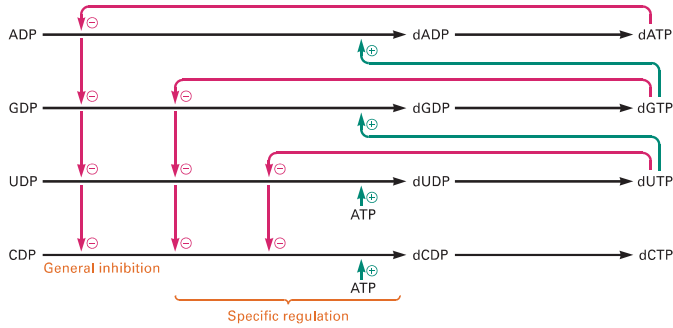 ADP ⊖ dADP dATP
⊕
GDP ⊖ ⊖ dGDP dGTP
⊕
UDP ⊖ ⊖ ⊖ dUDP dUTP
⊕
ATP
CDP ⊖ ⊖ ⊖ dCDP dCTP
General inhibition ⊕
ATP
Specific regulation